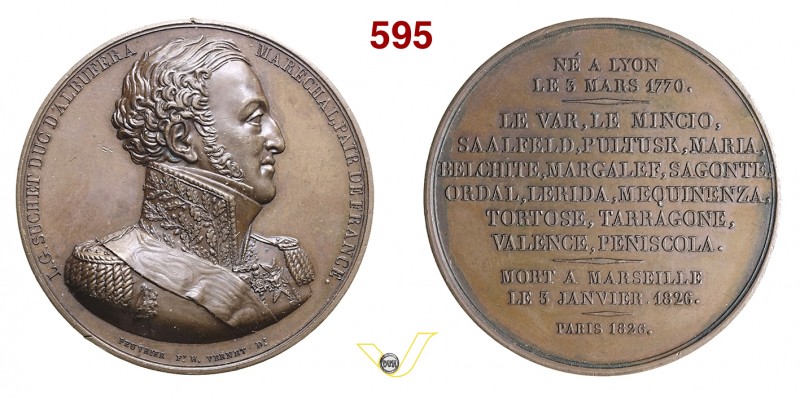 595
L.G. SUCHET DUC D'ALBUFERA MARECHAL PAIR DE FRANCE.
PEUVRIER F. H. VERNET D.
NÉ A LYON
LE 3 MARS 1770.
LE VAR, LE MINCIO,
SAALFELD, PULTUSK, MARIA,
BELCHITE, MARGALEF, SAGONTE,
ORDAL, LERIDA, MEQUINENZA,
TORTOSE, TARRAGONE,
VALENCE, PENISCOLA.
MORT A MARSEILLE
LE 3 JANVIER 1826.
PARIS 1826.